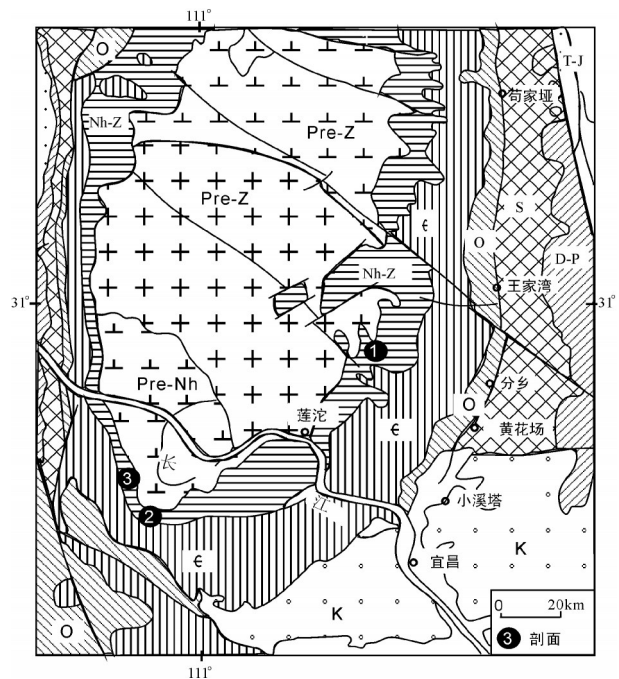 111°
O
T-J
苟家垭
Nh-Z
Pre-Z
Pre-Z
S
Є
O
D-P
Nh-Z
王家湾
31°
31°
1
Pre-Nh
分乡
O
莲沱
Є
黄花场
长
3
小溪塔
2
江
K
Є
宜昌
K
0 20km
O
3 剖面
111°